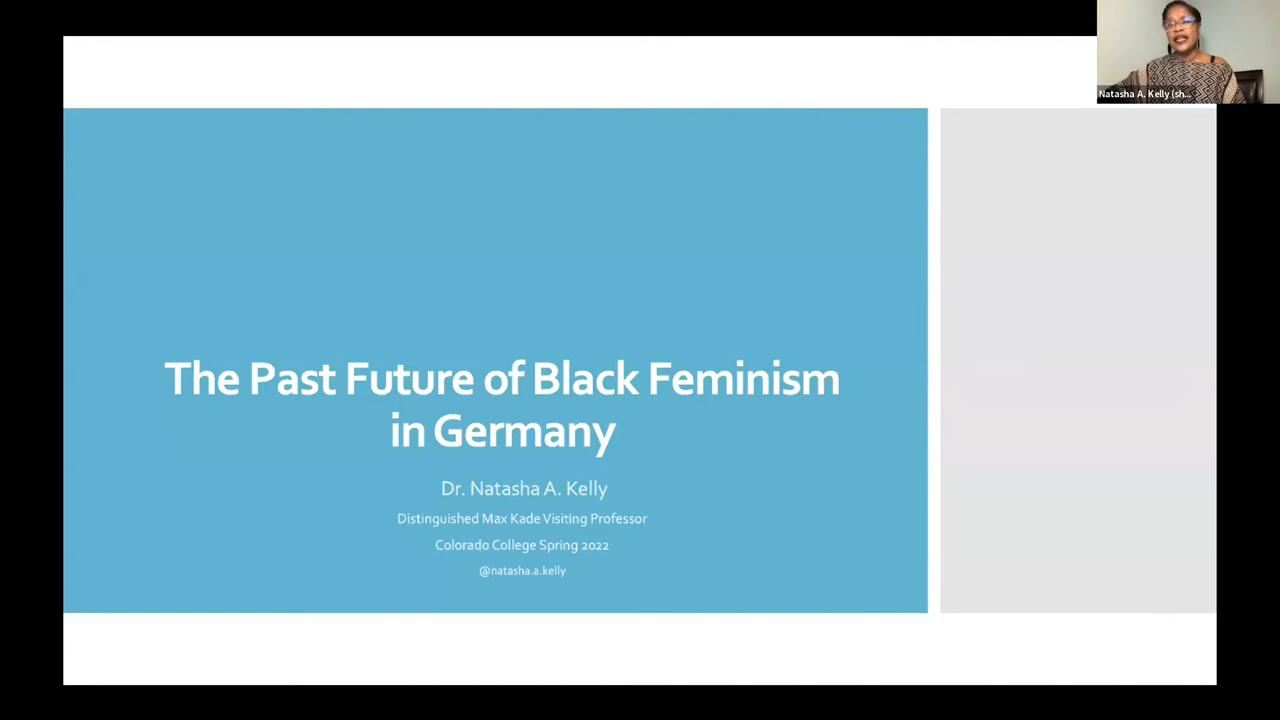 Natasha A. Kelly (sh...
The Past Future of Black Feminism
in Germany
Dr. Natasha A. Kelly
Distinguished Max Kade Visiting Professor
Colorado College Spring 2022
@natasha.a.kelly